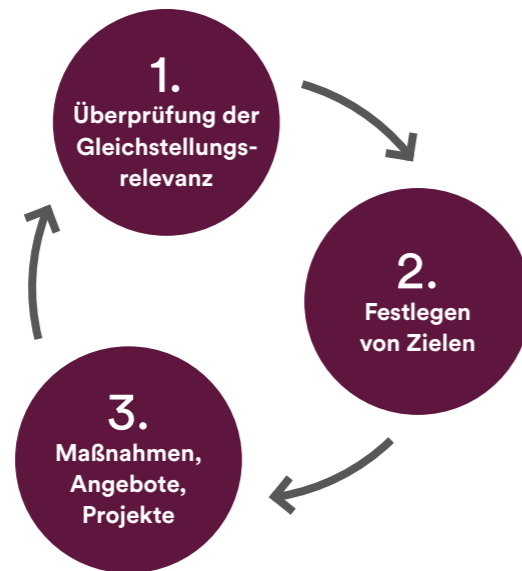 1.
Überprüfung der
Gleichstellungs-
relevanz
2.
Festlegen
von Zielen
3.
Maßnahmen,
Angebote,
Projekte